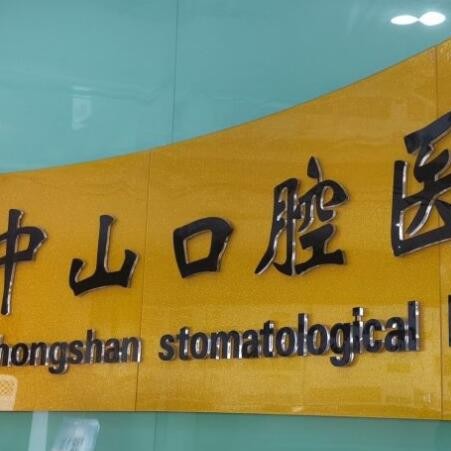 中山口腔医
hongshan stomatological